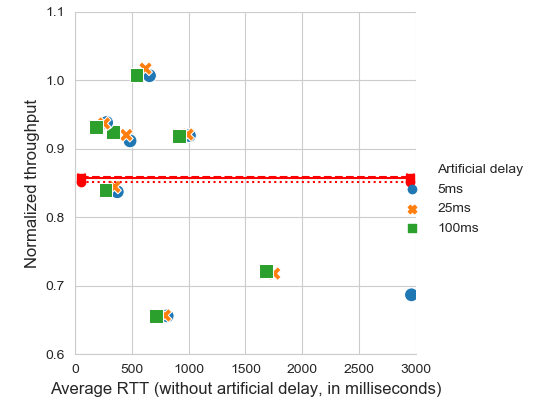 1.1
1.0
0.9
0.8
0.7
0.6
Normalized throughput
0 500 1000 1500 2000 2500 3000
Average RTT (without artificial delay, in milliseconds)
Artificial delay
5ms
25ms
100ms